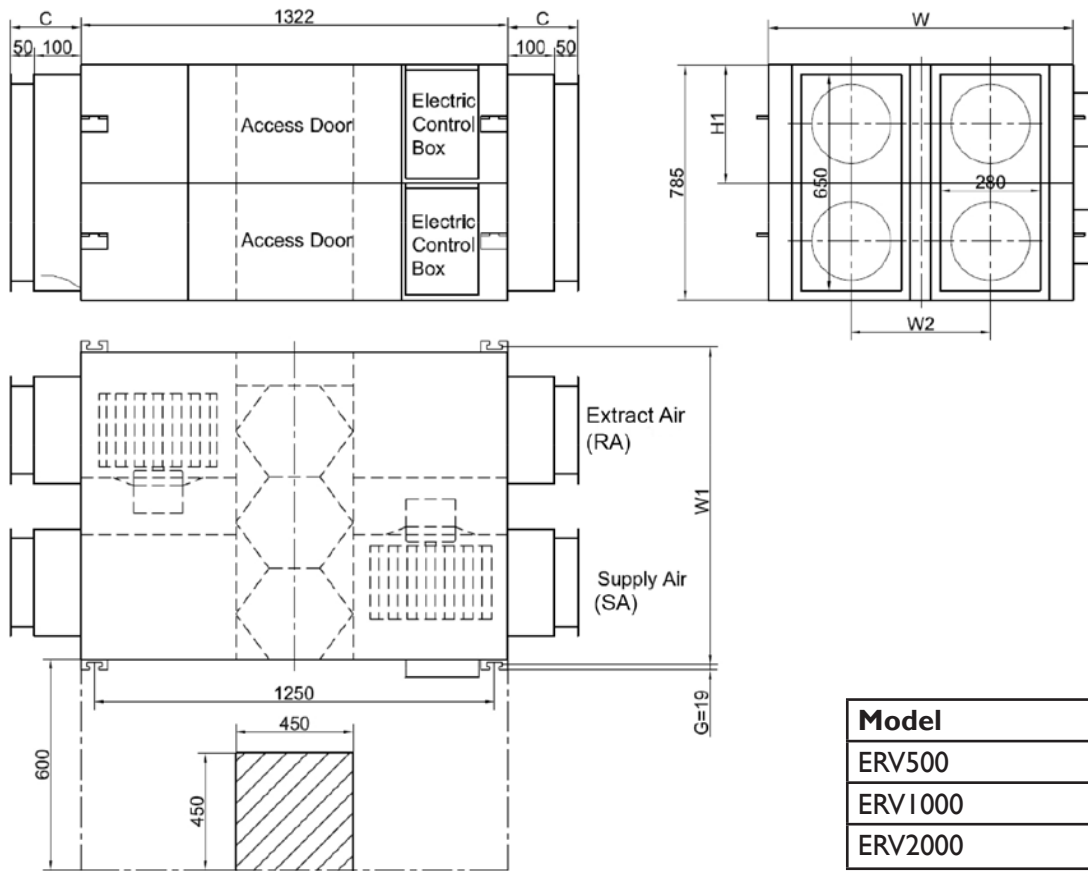 C
1322
C
50
100
100
50
Access Door
Electric
Control
Box
Access Door
Electric
Control
Box
W
H1
785
650
280
W2
Extract Air
(RA)
Supply Air
(SA)
W1
1250
G=19
450
600
450
Model
ERV500
ERV1000
ERV2000